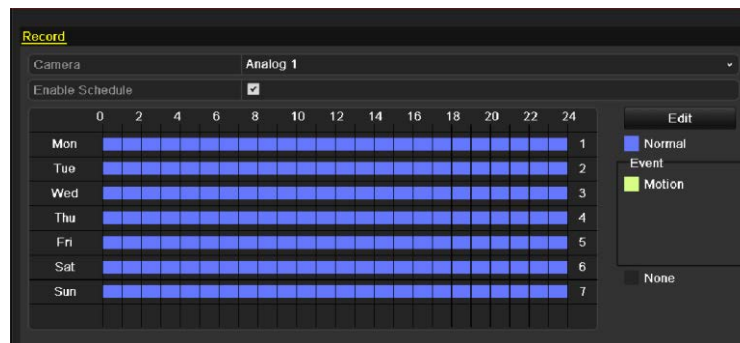 Record
Camera Analog 1
Enable Schedule
0 2 4 6 8 10 12 14 16 18 20 22 24
Edit
Mon 1
Normal
Tue 2
Event
Wed 3
Motion
Thu 4
Fri 5
Sat 6
None
Sun 7